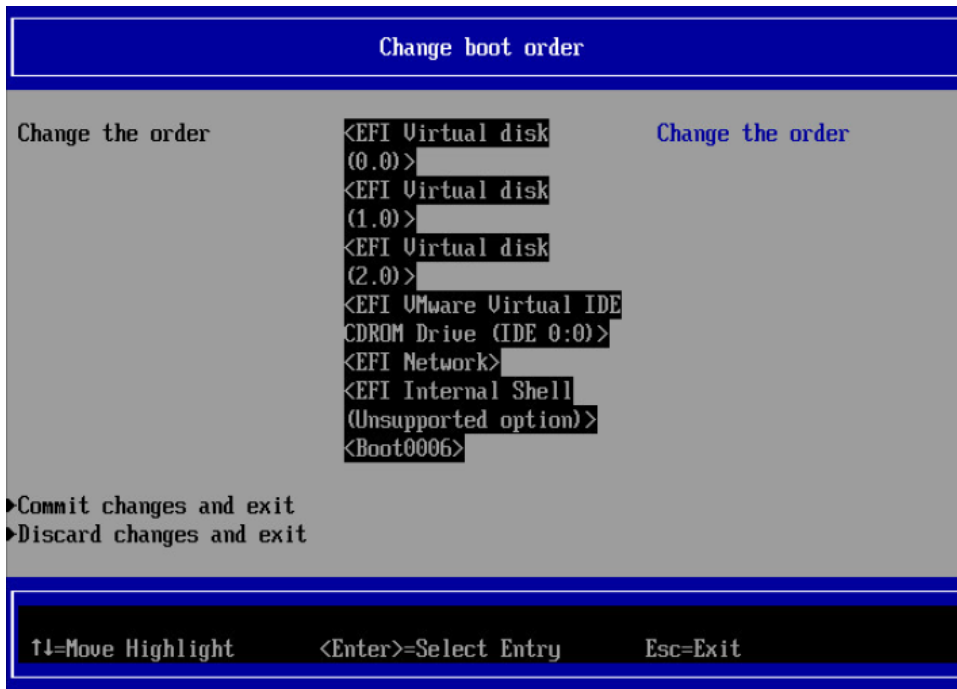 Change boot order
Change the order
<EFI Virtual disk
(0.0)>
<EFI Virtual disk
(1.0)>
<EFI Virtual disk
(2.0)>
<EFI VMware Virtual IDE
CDROM Drive (IDE 0:0)>
<EFI Network>
<EFI Internal Shell
(Unsupported option)>
<Boot0006>
Change the order
Commit changes and exit
Discard changes and exit
↑↓=Move Highlight
<Enter>=Select Entry
Esc=Exit